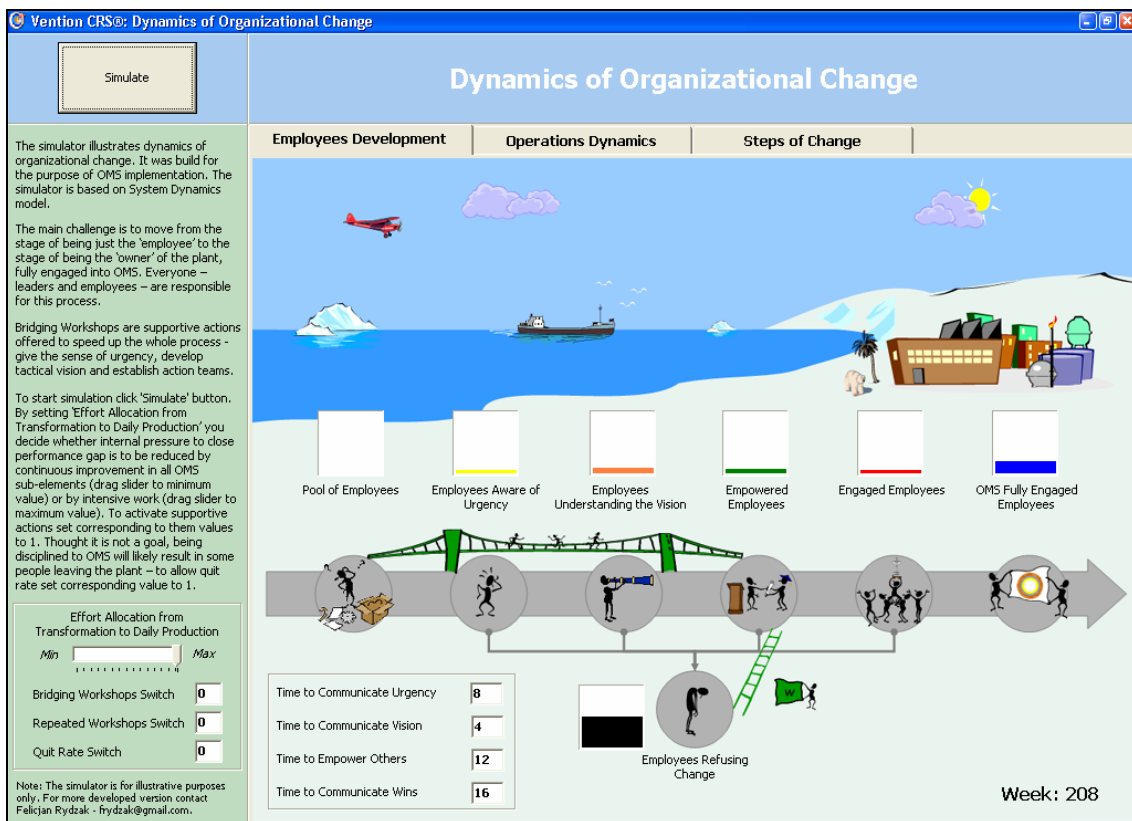 Vention CRS®: Dynamics of Organizational Change
Simulate
Dynamics of Organizational Change
Employees Development
Operations Dynamics
Steps of Change
The simulator illustrates dynamics of
organizational change. It was build for
the purpose of OMS implementation. The
simulator is based on System Dynamics
model.
The main challenge is to move from the
stage of being just the 'employee' to the
stage of being the 'owner' of the plant,
fully engaged into OMS. Everyone –
leaders and employees – are responsible
for this process.
Bridging Workshops are supportive actions
offered to speed up the whole process -
give the sense of urgency, develop
tactical vision and establish action teams.
To start simulation click 'Simulate' button.
By setting 'Effort Allocation from
Transformation to Daily Production' you
decide whether internal pressure to close
performance gap is to be reduced by
continuous improvement in all OMS
sub-elements (drag slider to minimum
value) or by intensive work (drag slider to
maximum value). To activate supportive
actions set corresponding to them values
to 1. Thought it is not a goal, being
disciplined to OMS will likely result in some
people leaving the plant – to allow quit
rate set corresponding value to 1.
Effort Allocation from
Transformation to Daily Production
Min Max
Bridging Workshops Switch 0
Repeated Workshops Switch 0
Quit Rate Switch 0
Note: The simulator is for illustrative purposes
only. For more developed version contact
Felicjan Rydzak - frydzak@gmail.com.
Pool of Employees
Employees Aware of
Urgency
Employees
Understanding the Vision
Empowered
Employees
Engaged Employees
OMS Fully Engaged
Employees
W
Time to Communicate Urgency 8
Time to Communicate Vision 4
Time to Empower Others 12
Time to Communicate Wins 16
Employees Refusing
Change
Week: 208